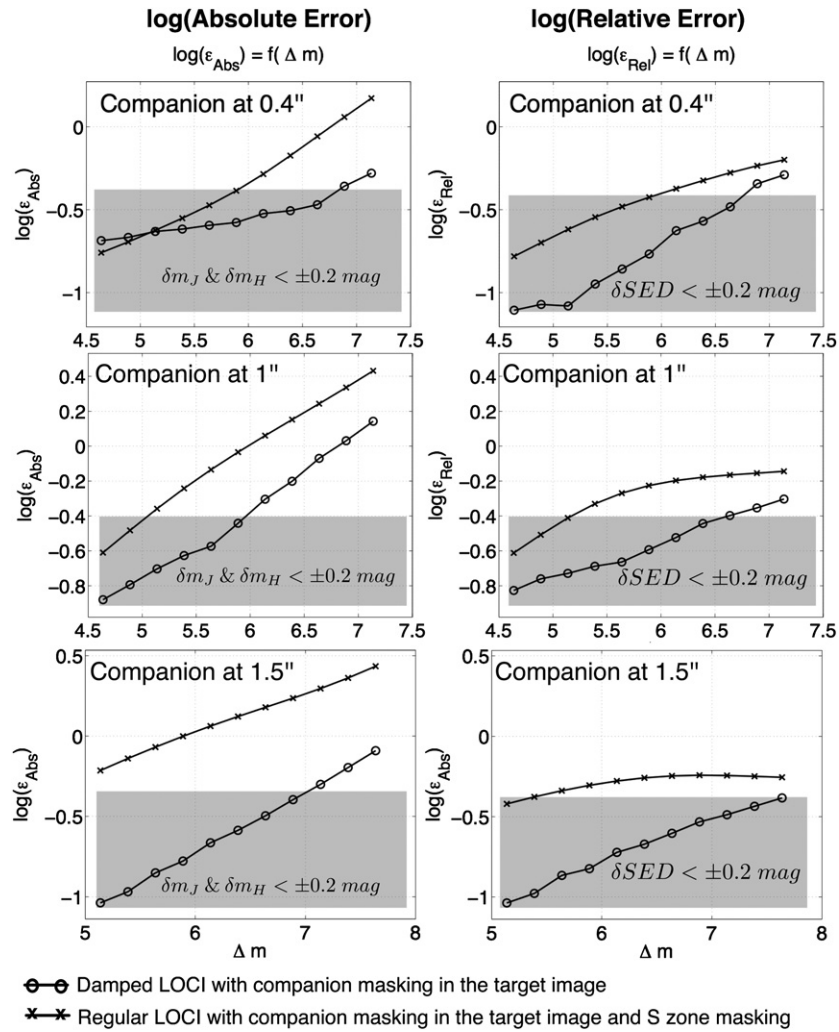 log(Absolute Error) log(Relative Error)
log(ε_Abs) = f( Δ m) log(ε_Rel) = f( Δ m)
Companion at 0.4" Companion at 0.4"
log(ε_Abs) log(ε_Rel)
0 0
−0.5 −0.5
−1 −1
δm_J & δm_H < ±0.2 mag δSED < ±0.2 mag
4.5 5 5.5 6 6.5 7 7.5 4.5 5 5.5 6 6.5 7 7.5
Companion at 1" Companion at 1"
log(ε_Abs) log(ε_Rel)
0.4 0.4
0.2 0.2
0 0
−0.2 −0.2
−0.4 −0.4
−0.6 −0.6
−0.8 −0.8
δm_J & δm_H < ±0.2 mag δSED < ±0.2 mag
4.5 5 5.5 6 6.5 7 7.5 4.5 5 5.5 6 6.5 7 7.5
Companion at 1.5" Companion at 1.5"
log(ε_Abs) log(ε_Abs)
0.5 0.5
0 0
−0.5 −0.5
−1 −1
δm_J & δm_H < ±0.2 mag δSED < ±0.2 mag
5 6 7 8 5 6 7 8
Δ m Δ m
Damped LOCI with companion masking in the target image
Regular LOCI with companion masking in the target image and S zone masking